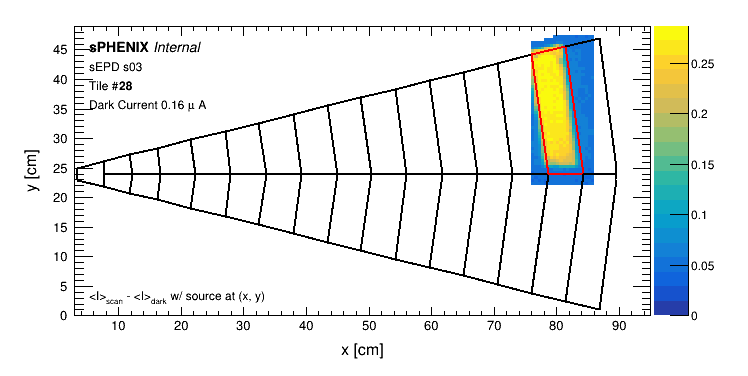 sPHENIX Internal
sEPD s03
Tile #28
Dark Current 0.16 μ A
<I>scan - <I>dark w/ source at (x, y)
y [cm]
45
40
35
30
25
20
15
10
5
0
10 20 30 40 50 60 70 80 90
x [cm]
0.25
0.2
0.15
0.1
0.05
0